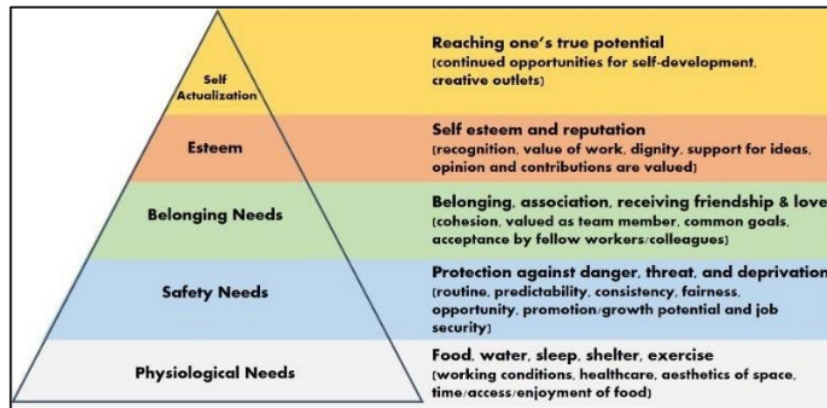 Self
Actualization
Reaching one's true potential
(continued opportunities for self-development,
creative outlets)
Esteem
Self esteem and reputation
(recognition, value of work, dignity, support for ideas,
opinion and contributions are valued)
Belonging Needs
Belonging, association, receiving friendship & love
(cohesion, valued as team member, common goals,
acceptance by fellow workers/colleagues)
Safety Needs
Protection against danger, threat, and deprivation
(routine, predictability, consistency, fairness,
opportunity, promotion/growth potential and job
security)
Physiological Needs
Food, water, sleep, shelter, exercise
(working conditions, healthcare, aesthetics of space,
time/access/enjoyment of food)